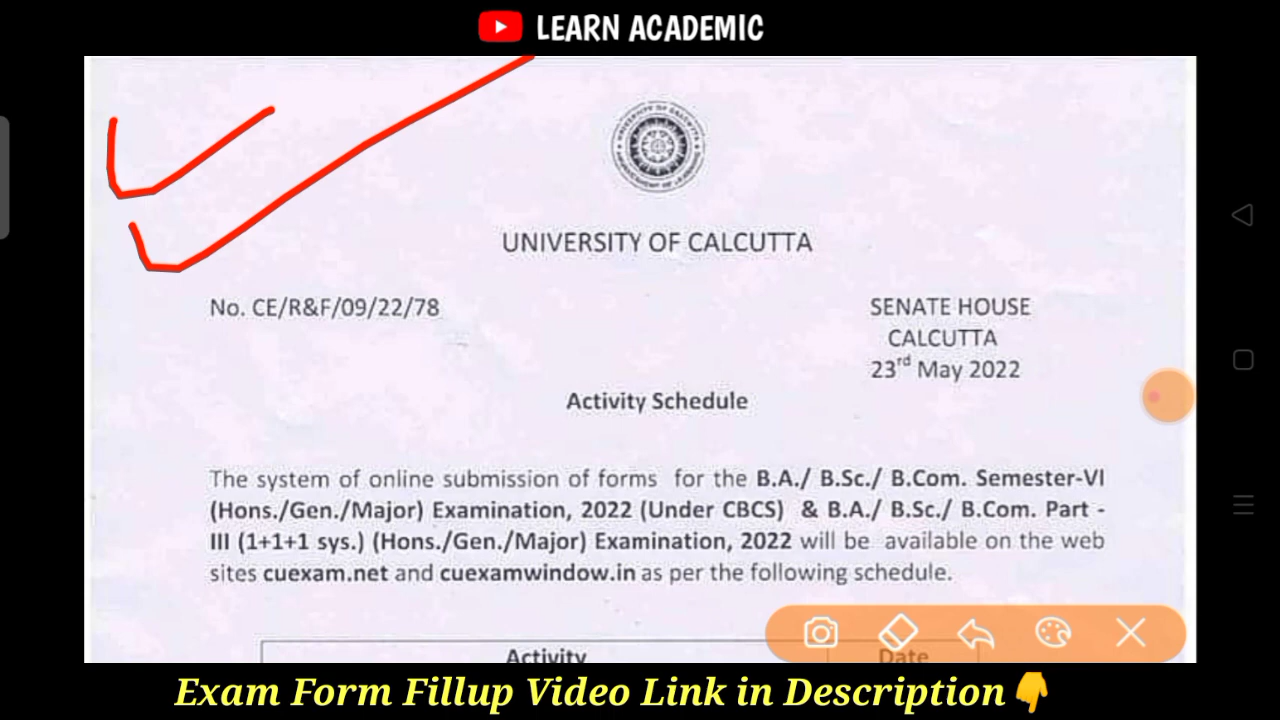 LEARN ACADEMIC
UNIVERSITY OF CALCUTTA
No. CE/R&F/09/22/78
SENATE HOUSE
CALCUTTA
23rd May 2022
Activity Schedule
The system of online submission of forms for the B.A./ B.Sc./ B.Com. Semester-VI
(Hons./Gen./Major) Examination, 2022 (Under CBCS) & B.A./ B.Sc./ B.Com. Part -
III (1+1+1 sys.) (Hons./Gen./Major) Examination, 2022 will be available on the web
sites cuexam.net and cuexamwindow.in as per the following schedule.
Activity Date
Exam Form Fillup Video Link in Description👇